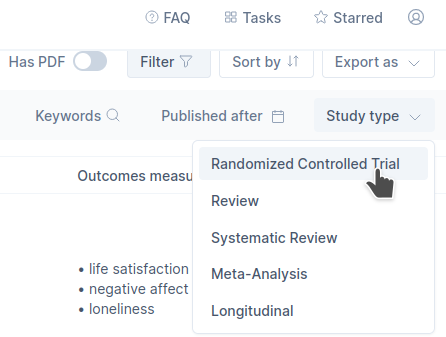 FAQ Tasks Starred
Has PDF Filter Sort by Export as
Keywords Published after Study type
Randomized Controlled Trial
Outcomes measu
Review
Systematic Review
• life satisfaction
Meta-Analysis
• negative affect
• loneliness
Longitudinal